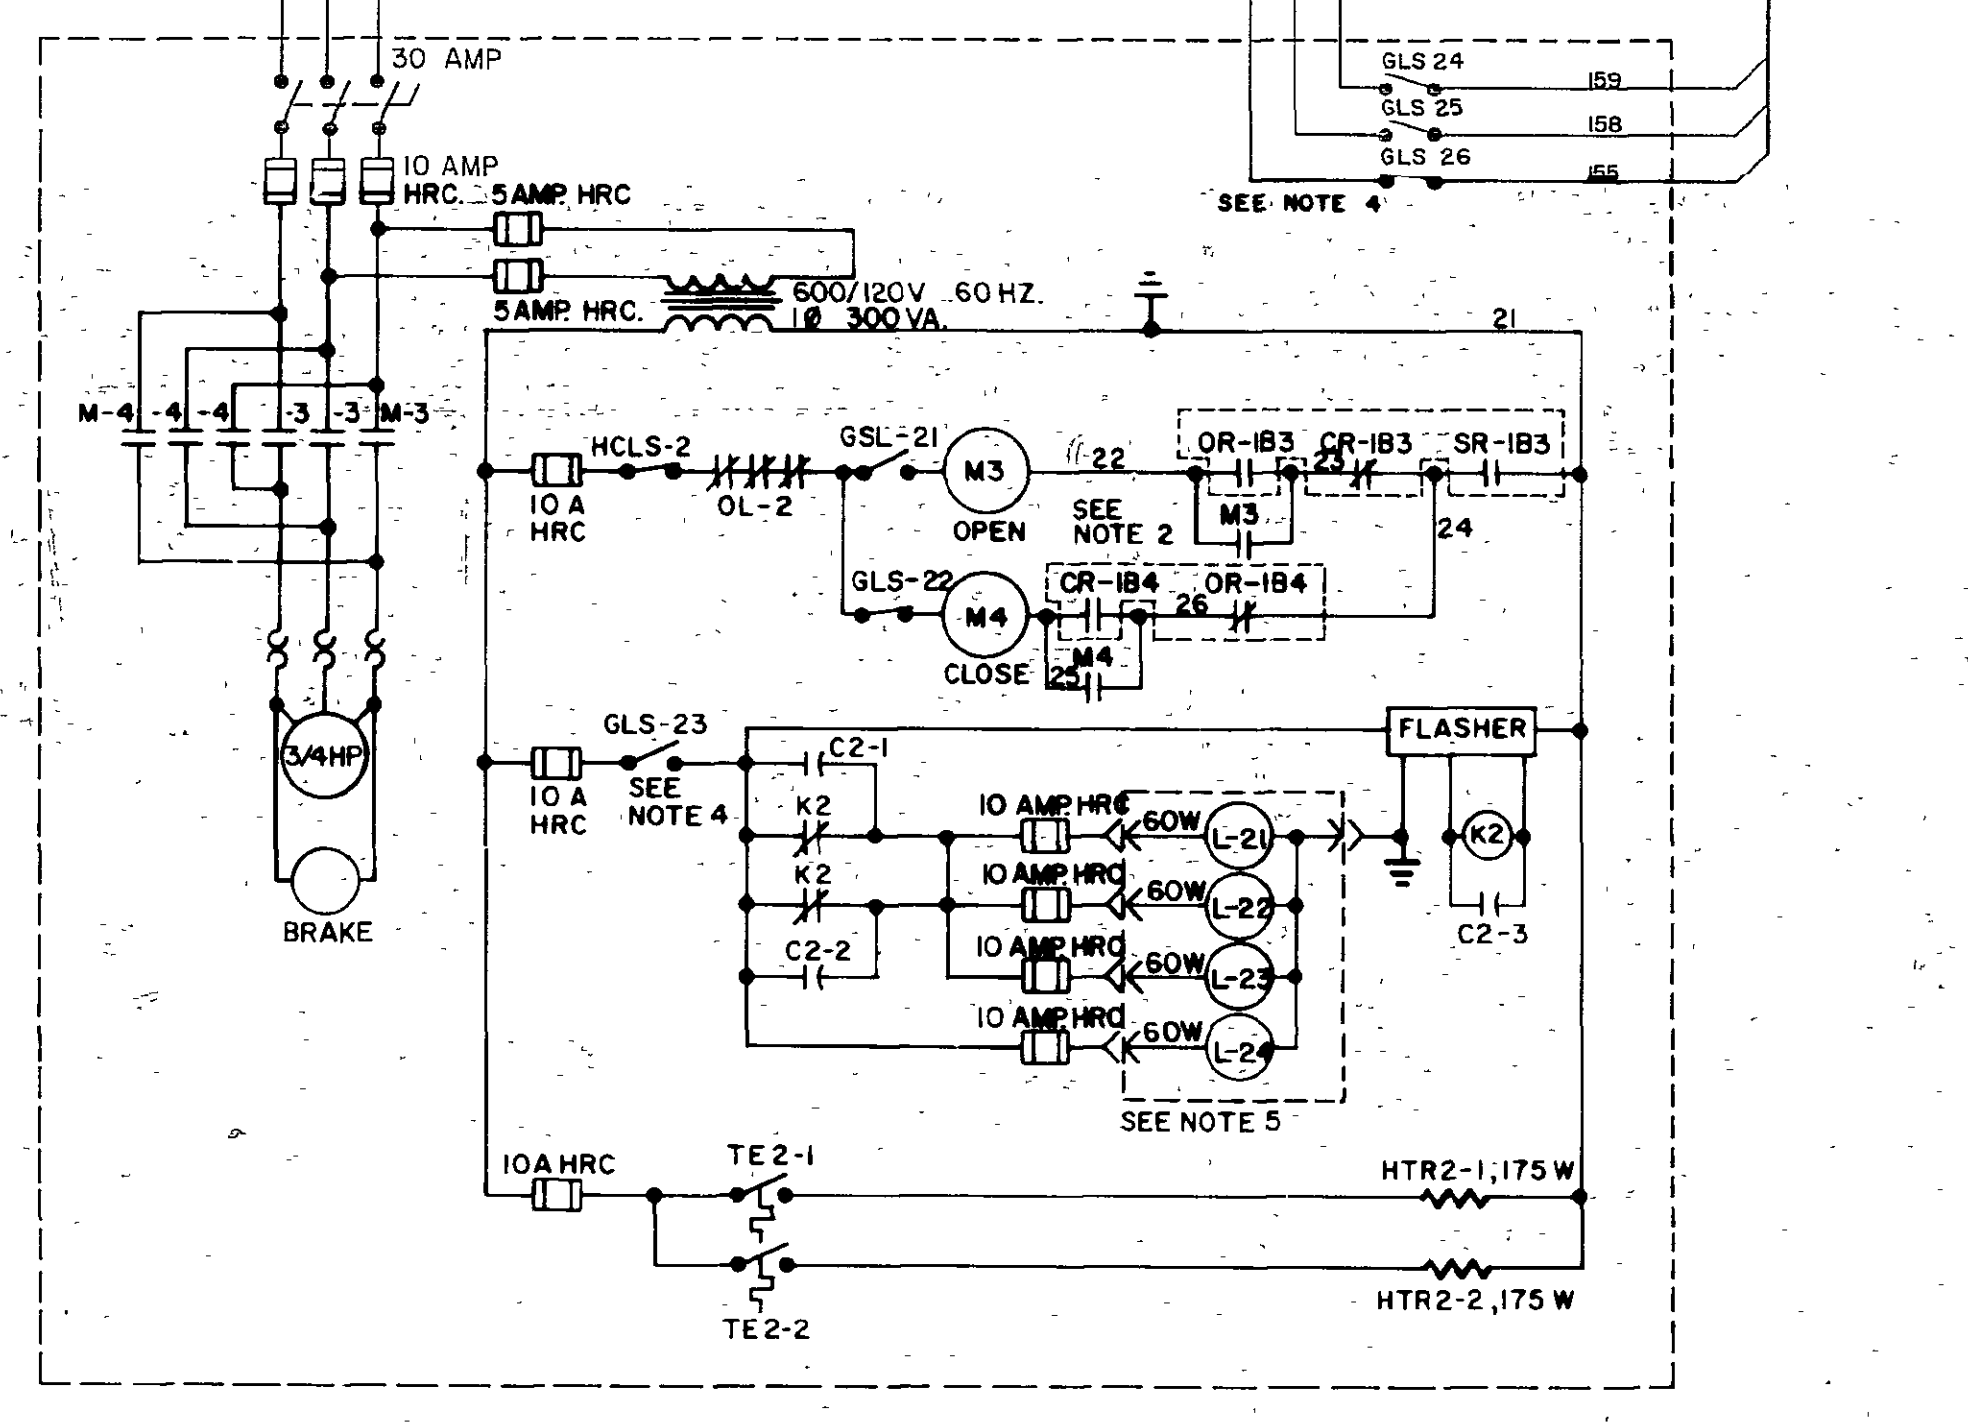 30 AMP
GLS 24
159
GLS 25
158
GLS 26
155
SEE NOTE 4
10 AMP
HRC.
5 AMP. HRC
5 AMP. HRC.
600/120V 60 HZ.
1Ø 300 VA.
21
M-4
-4
-4
-3
-3
M-3
HCLS-2
GSL-21
M3
22
OR-1B3
CR-1B3
SR-1B3
23
10 A
HRC
OL-2
OPEN
SEE
NOTE 2
M3
24
GLS-22
M4
CR-1B4
OR-1B4
26
CLOSE
M4
25
GLS-23
C2-1
FLASHER
3/4HP
10 A
HRC
SEE
NOTE 4
K2
10 AMP. HRC
60W
L-21
K2
K2
10 AMP. HRC
60W
L-22
BRAKE
C2-2
10 AMP. HRC
60W
L-23
C2-3
10 AMP. HRC
60W
L-24
SEE NOTE 5
10A HRC
TE2-1
HTR2-1, 175 W
HTR2-2, 175 W
TE2-2